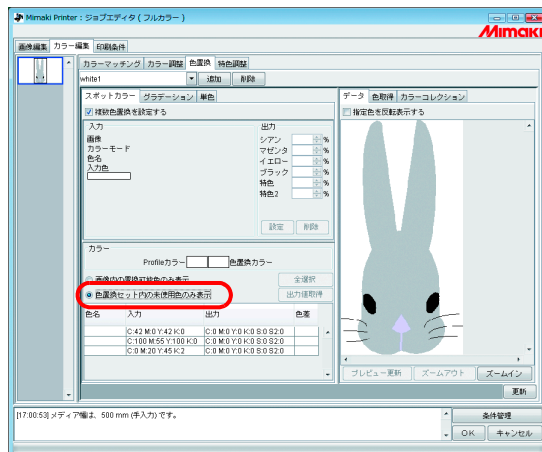 Mimaki Printer : ジョブエディタ ( フルカラー )
Mimaki
画像編集 カラー編集 印刷条件
カラーマッチング カラー調整 色置換 特色調整
white1 追加 削除
スポットカラー グラデーション 単色
データ 色取得 カラーコレクション
複数色置換を設定する
指定色を反転表示する
入力 出力
画像
カラーモード
色名
入力色
シアン %
マゼンタ %
イエロー %
ブラック %
特色 %
特色2 %
設定 削除
カラー
Profileカラー 色置換カラー
画像内の置換可能色のみ表示 全選択
色置換セット内の未使用色のみ表示 出力値取得
色名 入力 出力 色差
C:42 M:0 Y:42 K:0 C:0 M:0 Y:0 K:0 S:0 S2:0
C:100 M:55 Y:100 K:0 C:0 M:0 Y:0 K:0 S:0 S2:0
C:0 M:20 Y:45 K:2 C:0 M:0 Y:0 K:0 S:0 S2:0
プレビュー更新 ズームアウト ズームイン
更新
[17:00:53] メディア幅は、500 mm (手入力) です。
条件管理
OK キャンセル